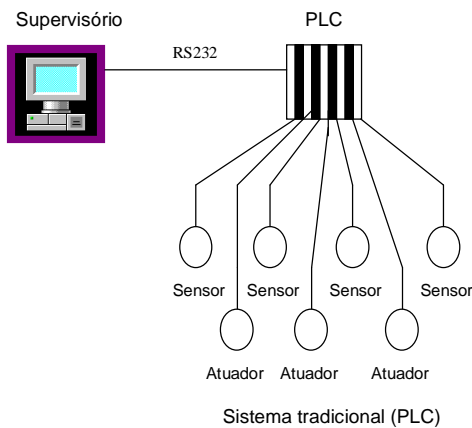 Supervisório PLC
RS232
Sensor Sensor Sensor Sensor
Atuador Atuador Atuador
Sistema tradicional (PLC)